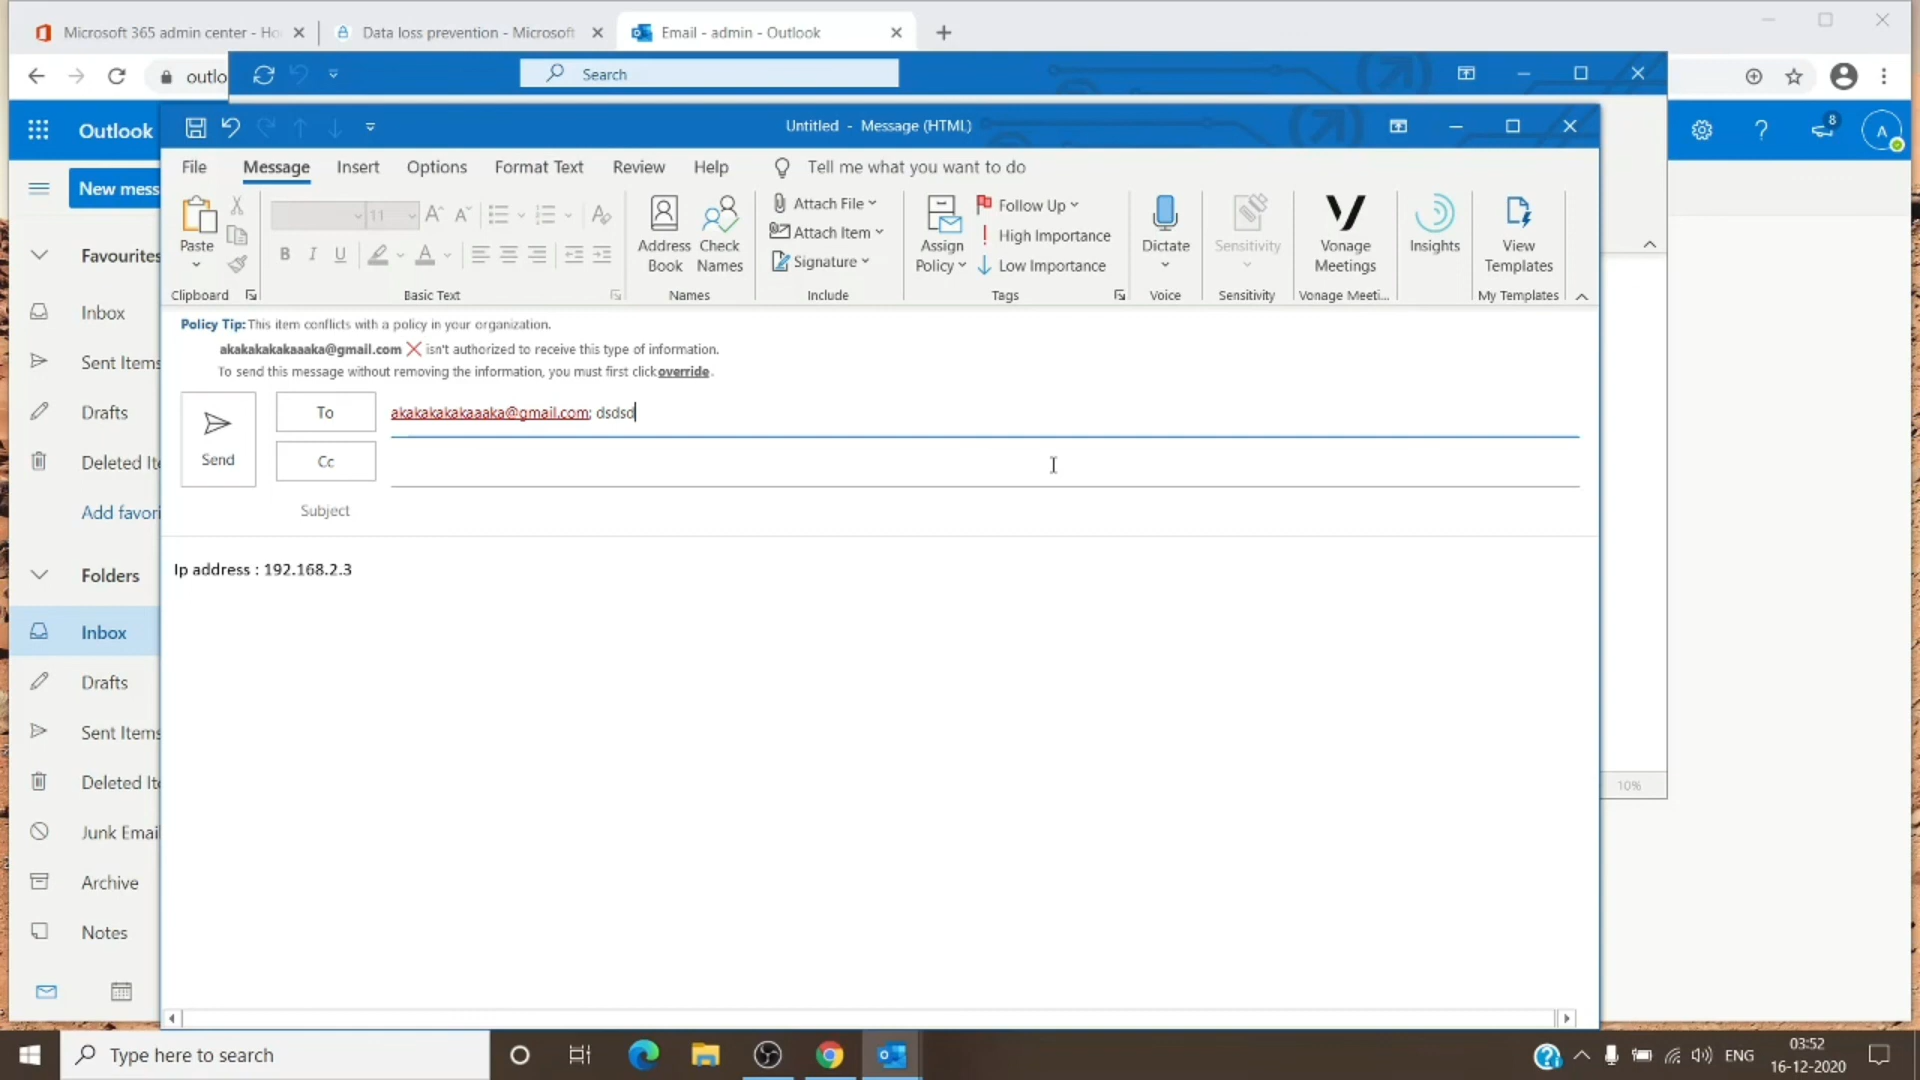 Microsoft 365 admin center - Ho
Data loss prevention - Microsoft
Email - admin - Outlook
outlo
Search
Outlook
Untitled - Message (HTML)
8
A
File
Message
Insert
Options
Format Text
Review
Help
Tell me what you want to do
New mess
Paste
11
B I U
Address Book
Check Names
Attach File
Attach Item
Signature
Assign Policy
Follow Up
High Importance
Low Importance
Dictate
Sensitivity
Vonage Meetings
Insights
View Templates
Clipboard
Basic Text
Names
Include
Tags
Voice
Sensitivity
Vonage Meeti...
My Templates
Policy Tip: This item conflicts with a policy in your organization.
akakakakakaaaka@gmail.com isn't authorized to receive this type of information.
To send this message without removing the information, you must first click override.
Send
To
akakakakakaaaka@gmail.com; dsdsd
Cc
Subject
Ip address : 192.168.2.3
Favourites
Inbox
Sent Items
Drafts
Deleted Ite
Add favori
Folders
Inbox
Drafts
Sent Items
Deleted Ite
Junk Email
Archive
Notes
10%
Type here to search
ENG
03:52
16-12-2020